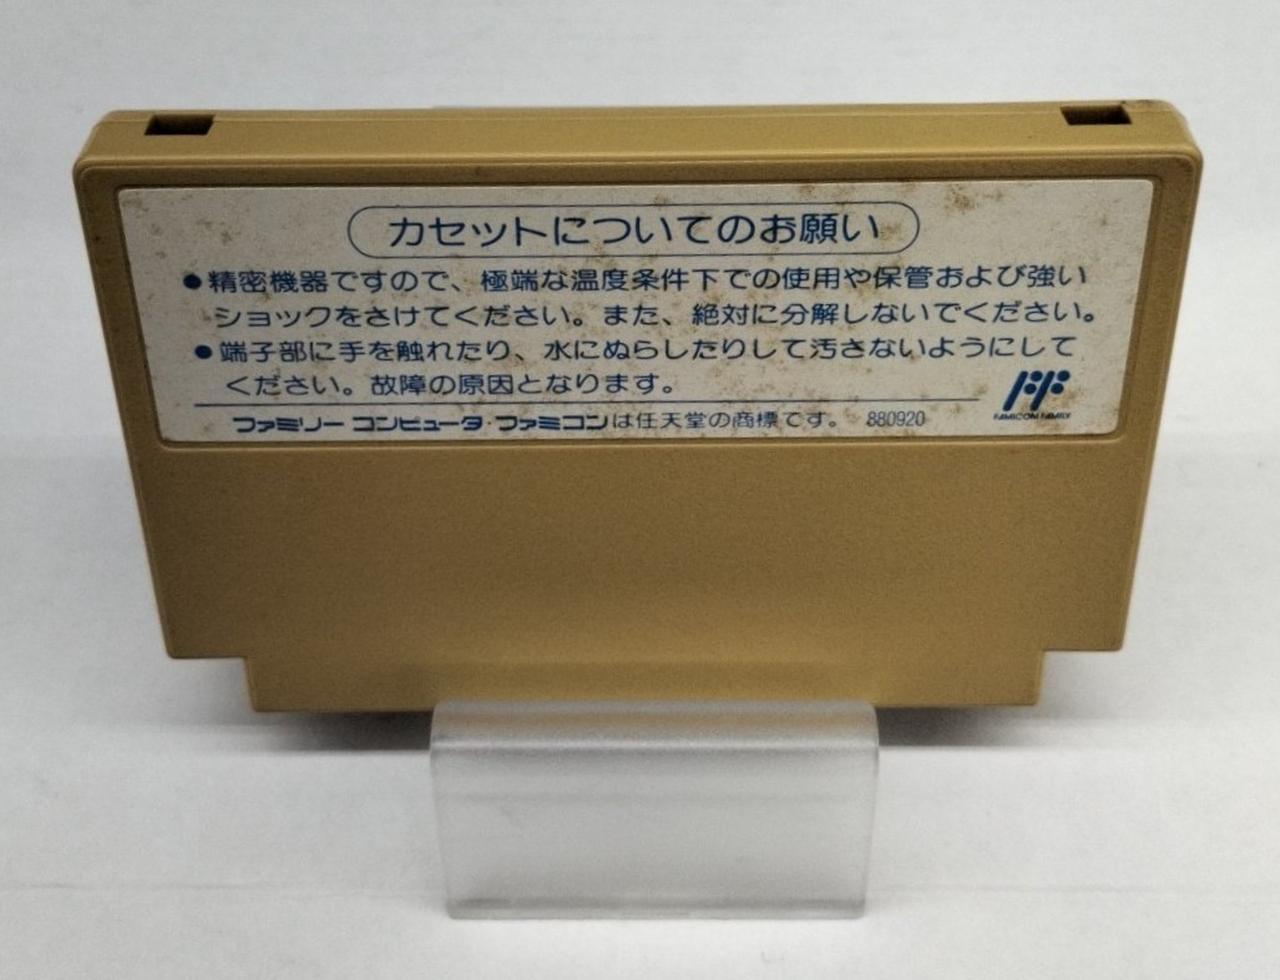 カセットについてのお願い
●精密機器ですので、極端な温度条件下での使用や保管および強い
ショックをさけてください。また、絶対に分解しないでください。
●端子部に手を触れたり、水にぬらしたりして汚さないようにして
ください。故障の原因となります。
FAMICOM FAMILY
ファミリー コンピュータ・ファミコンは任天堂の商標です。 880920